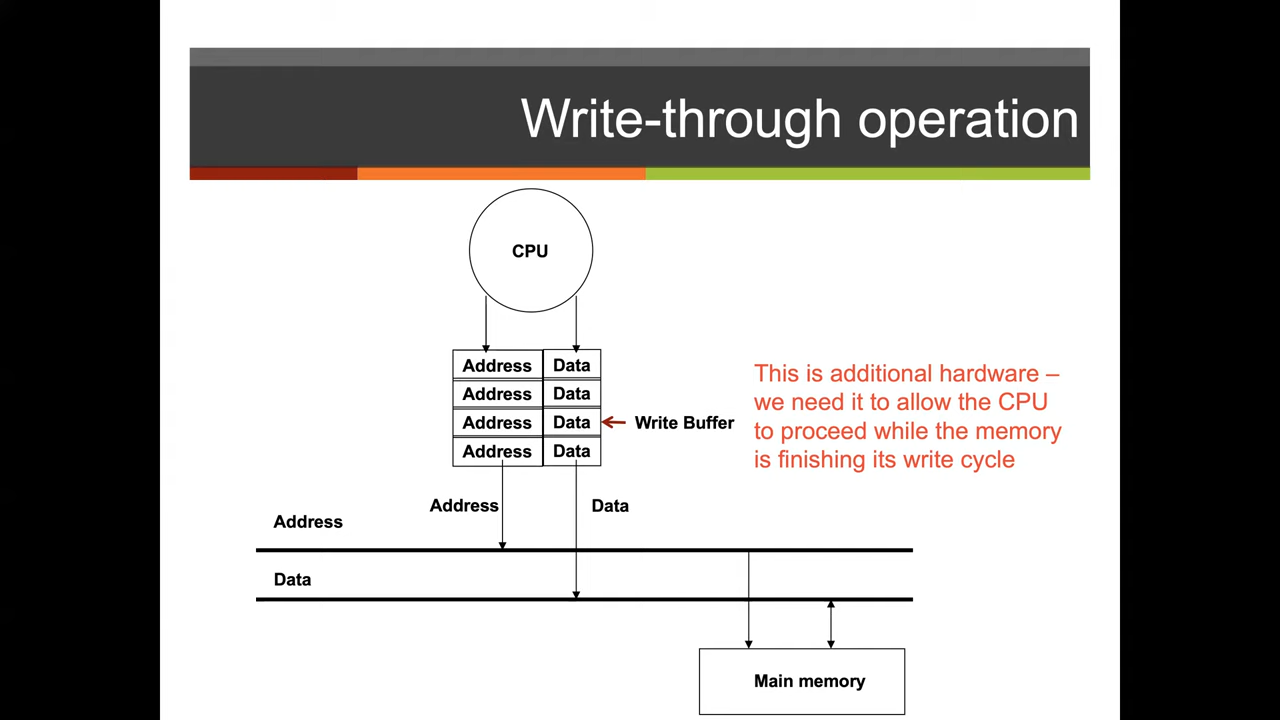 Write-through operation
CPU
Address Data
Address Data
Address Data
Write Buffer
Address Data
This is additional hardware –
we need it to allow the CPU
to proceed while the memory
is finishing its write cycle
Address
Data
Address
Data
Main memory